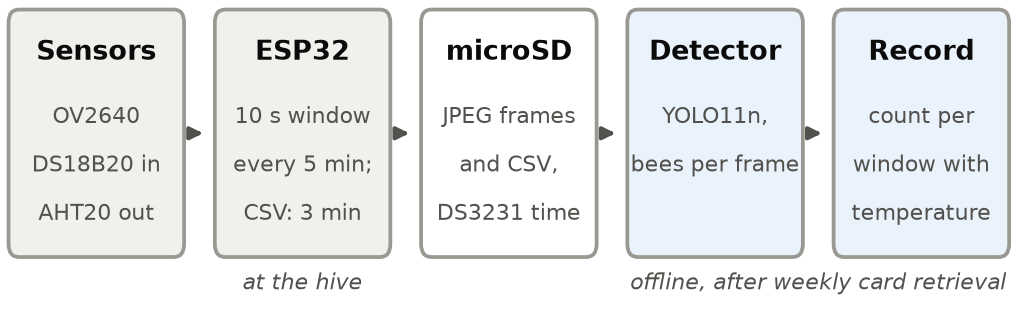 Sensors
OV2640
DS18B20 in
AHT20 out
ESP32
10 s window
every 5 min;
CSV: 3 min
microSD
JPEG frames
and CSV,
DS3231 time
Detector
YOLO11n,
bees per frame
Record
count per
window with
temperature
at the hive
offline, after weekly card retrieval